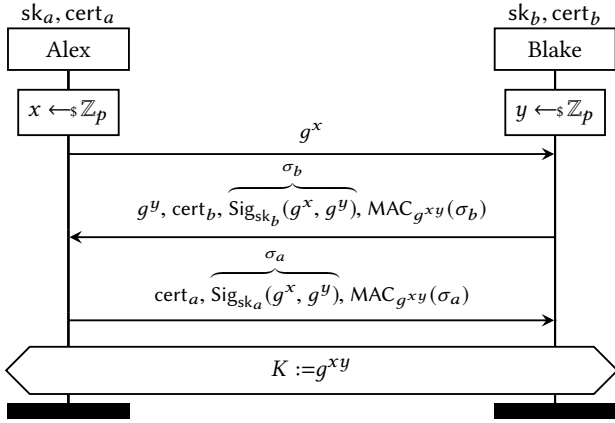 sk_a, cert_a sk_b, cert_b
Alex Blake
x ←$ ℤ_p y ←$ ℤ_p
g^x
σ_b
g^y, cert_b, Sig_{sk_b}(g^x, g^y), MAC_{g^{xy}}(σ_b)
σ_a
cert_a, Sig_{sk_a}(g^x, g^y), MAC_{g^{xy}}(σ_a)
K := g^{xy}